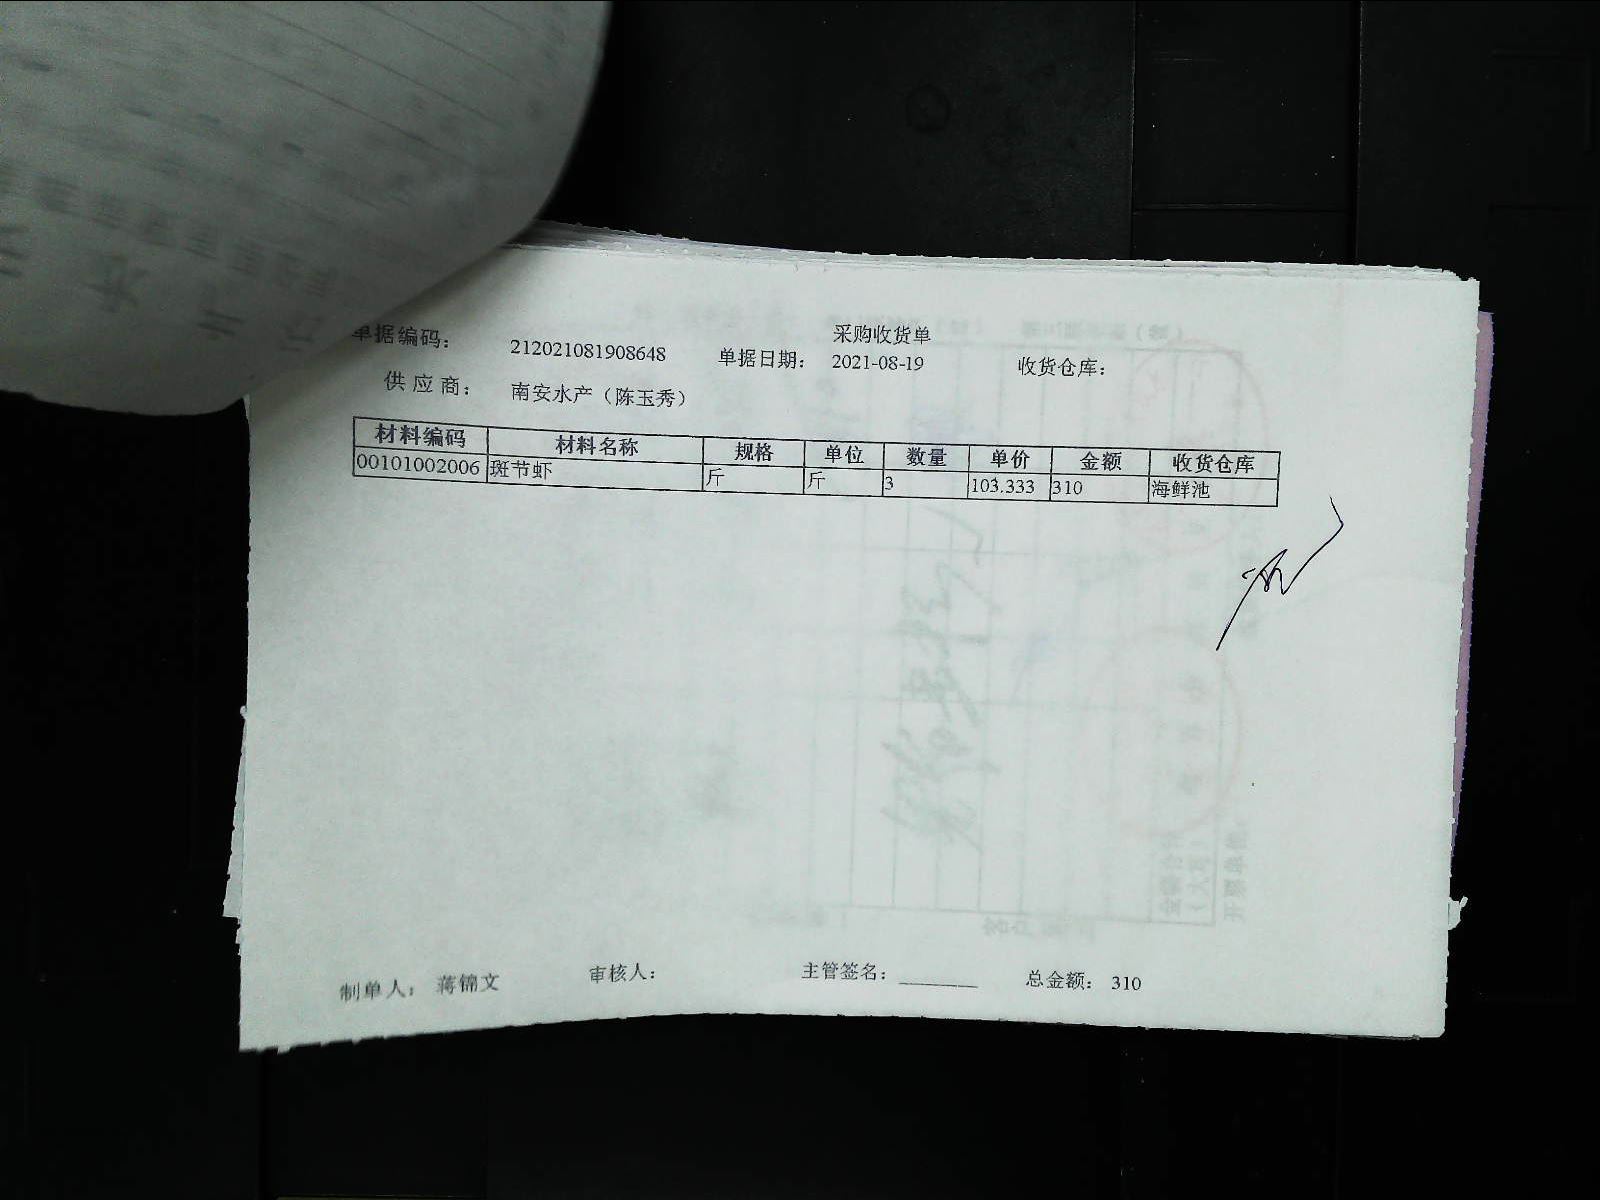 采购收货单
单据编码： 212021081908648 单据日期： 2021-08-19 收货仓库：
供应商： 南安水产（陈玉秀）
材料编码 材料名称 规格 单位 数量 单价 金额 收货仓库
00101002006 斑节虾 斤 斤 3 103.333 310 海鲜池
制单人： 蒋锦文 审核人： 主管签名： ________ 总金额： 310